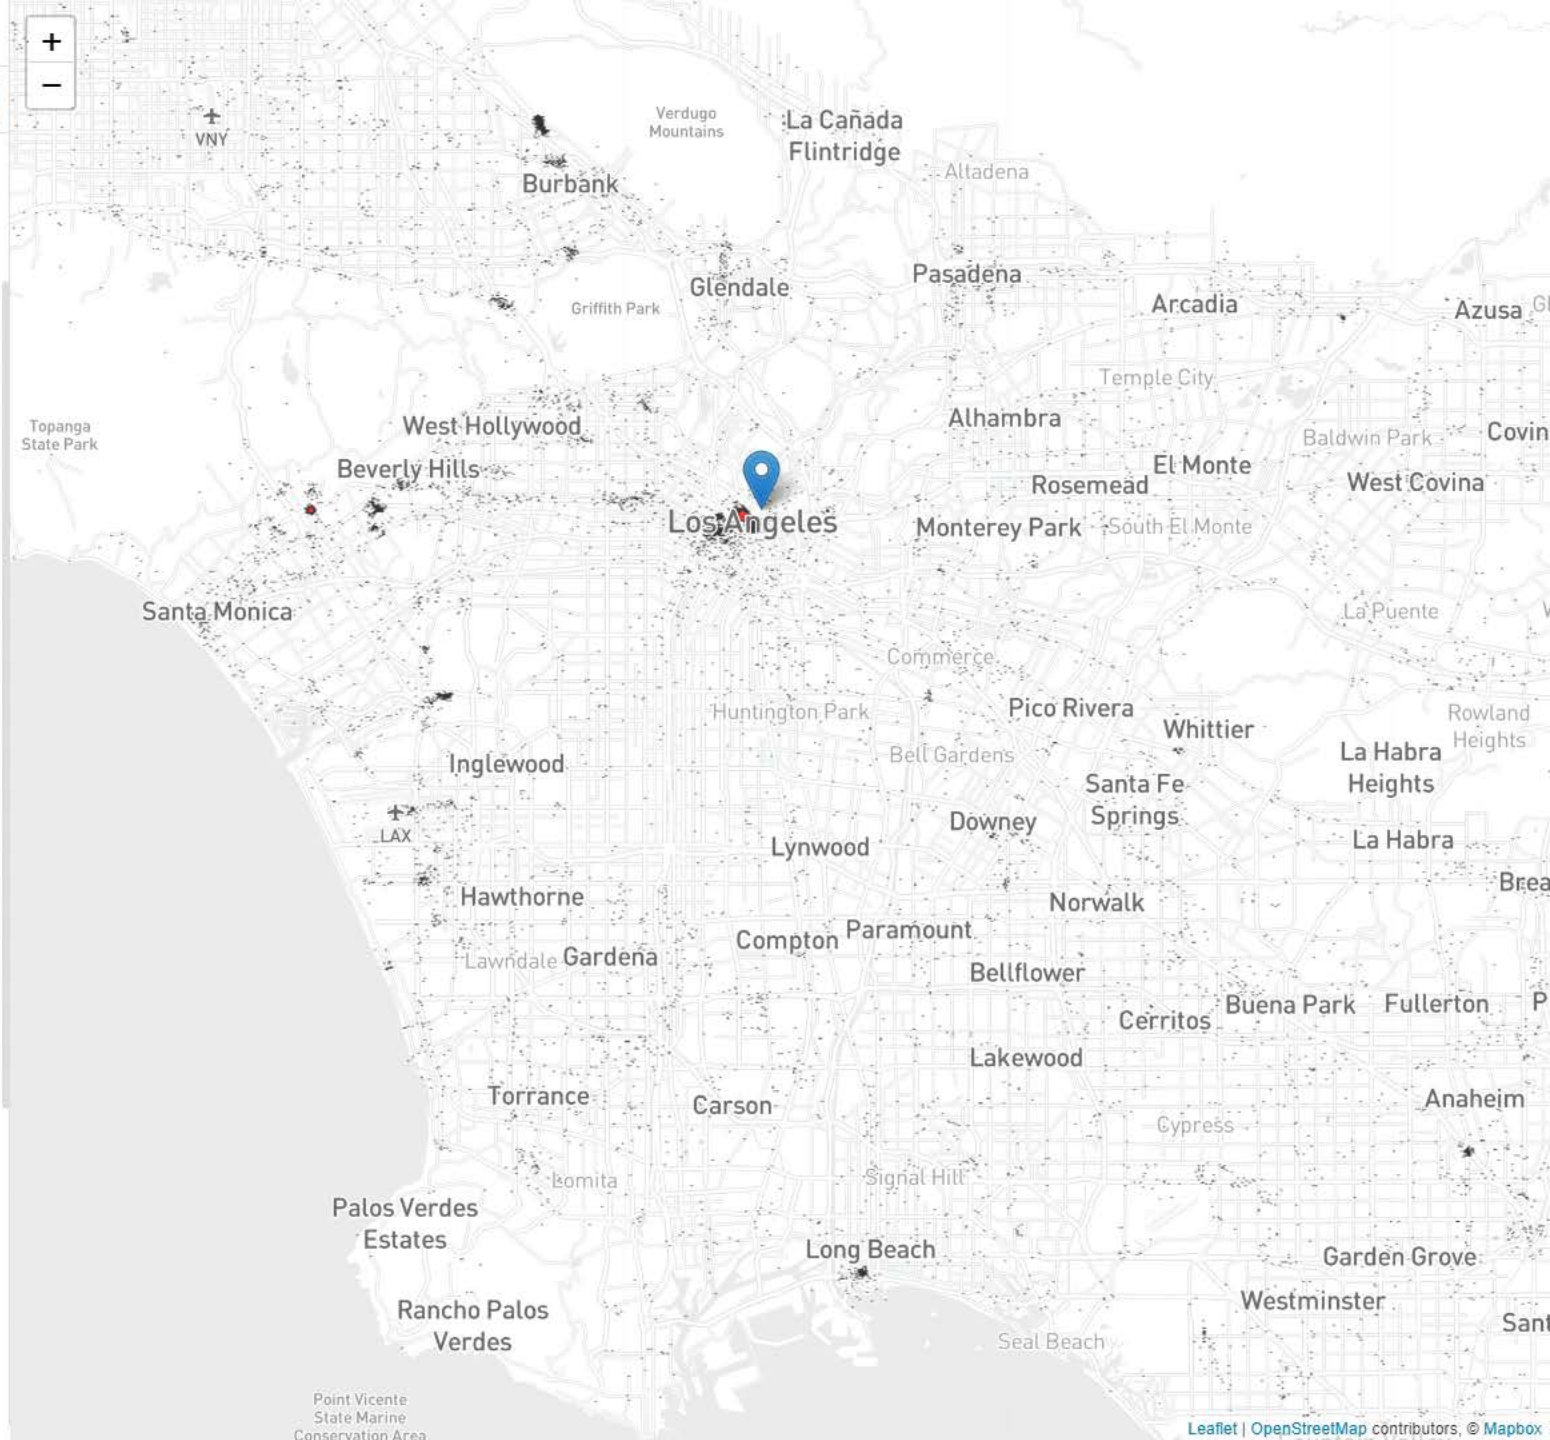 +
−
VNY
Verdugo
Mountains
La Cañada
Flintridge
Altadena
Burbank
Glendale
Pasadena
Griffith Park
Arcadia
Azusa
Gl
Temple City
Topanga
State Park
West Hollywood
Alhambra
Baldwin Park
Covin
Beverly Hills
El Monte
Rosemead
West Covina
Los Angeles
Monterey Park
South El Monte
Santa Monica
La Puente
Commerce
Huntington Park
Pico Rivera
Whittier
Rowland
Heights
Bell Gardens
La Habra
Heights
Inglewood
Santa Fe
Springs
LAX
Downey
Lynwood
La Habra
Hawthorne
Norwalk
Brea
Compton
Paramount
Lawndale
Gardena
Bellflower
Buena Park
Fullerton
P
Cerritos
Lakewood
Torrance
Carson
Anaheim
Cypress
Lomita
Signal Hill
Palos Verdes
Estates
Long Beach
Garden Grove
Rancho Palos
Verdes
Westminster
Sant
Seal Beach
Point Vicente
State Marine
Conservation Area
Leaflet | OpenStreetMap contributors, © Mapbox